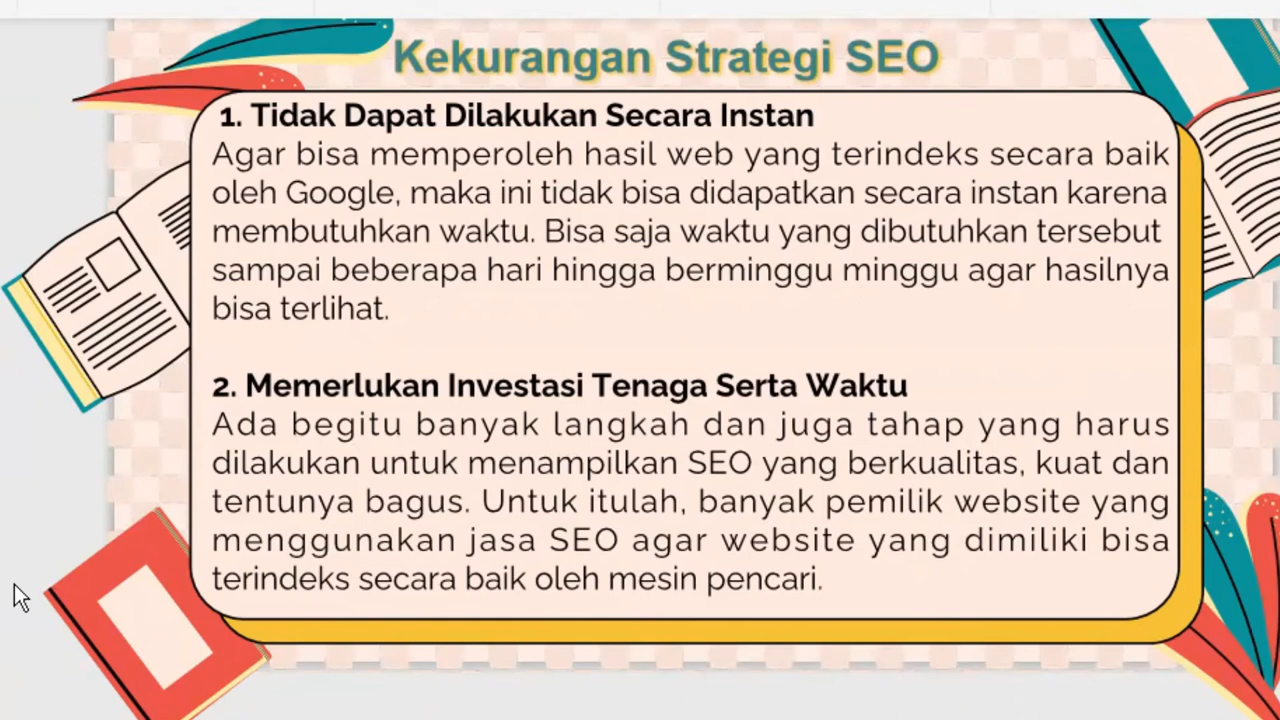 Kekurangan Strategi SEO
1. Tidak Dapat Dilakukan Secara Instan
Agar bisa memperoleh hasil web yang terindeks secara baik
oleh Google, maka ini tidak bisa didapatkan secara instan karena
membutuhkan waktu. Bisa saja waktu yang dibutuhkan tersebut
sampai beberapa hari hingga berminggu minggu agar hasilnya
bisa terlihat.
2. Memerlukan Investasi Tenaga Serta Waktu
Ada begitu banyak langkah dan juga tahap yang harus
dilakukan untuk menampilkan SEO yang berkualitas, kuat dan
tentunya bagus. Untuk itulah, banyak pemilik website yang
menggunakan jasa SEO agar website yang dimiliki bisa
terindeks secara baik oleh mesin pencari.